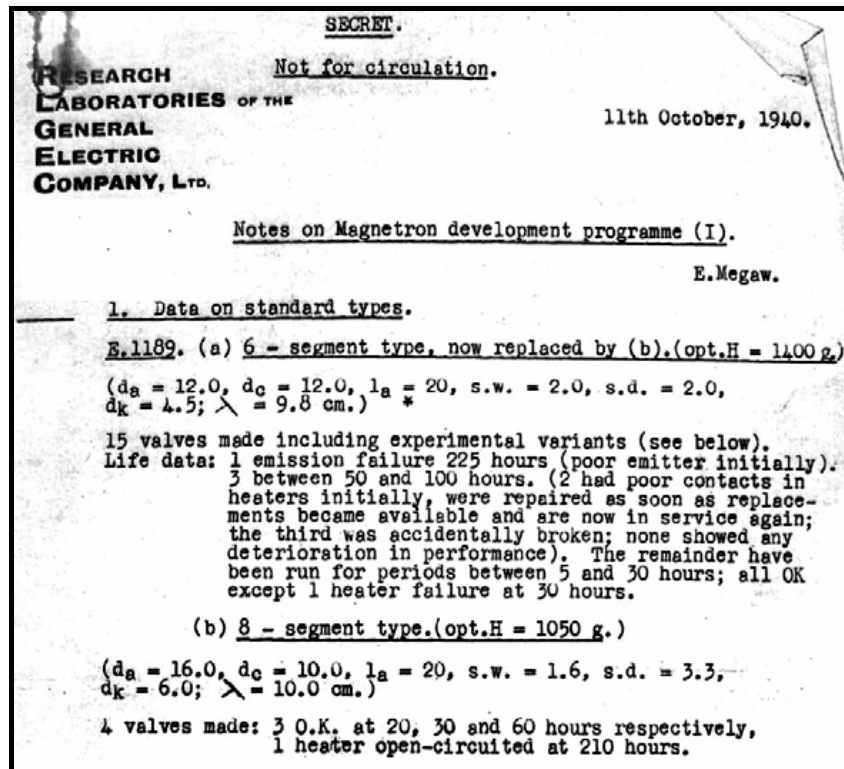 SECRET.
Not for circulation.
RESEARCH
LABORATORIES OF THE
GENERAL
ELECTRIC
COMPANY, LTD.
11th October, 1940.
Notes on Magnetron development programme (I).
E.Megaw.
1. Data on standard types.
E.1189. (a) 6 - segment type, now replaced by (b).(opt.H = 1400 g.)
(da = 12.0, dc = 12.0, la = 20, s.w. = 2.0, s.d. = 2.0,
dk = 4.5; λ = 9.8 cm.) *
15 valves made including experimental variants (see below).
Life data: 1 emission failure 225 hours (poor emitter initially).
3 between 50 and 100 hours. (2 had poor contacts in
heaters initially, were repaired as soon as replace-
ments became available and are now in service again;
the third was accidentally broken; none showed any
deterioration in performance). The remainder have
been run for periods between 5 and 30 hours; all OK
except 1 heater failure at 30 hours.
(b) 8 - segment type.(opt.H = 1050 g.)
(da = 16.0, dc = 10.0, la = 20, s.w. = 1.6, s.d. = 3.3,
dk = 6.0; λ = 10.0 cm.)
4 valves made: 3 O.K. at 20, 30 and 60 hours respectively,
1 heater open-circuited at 210 hours.